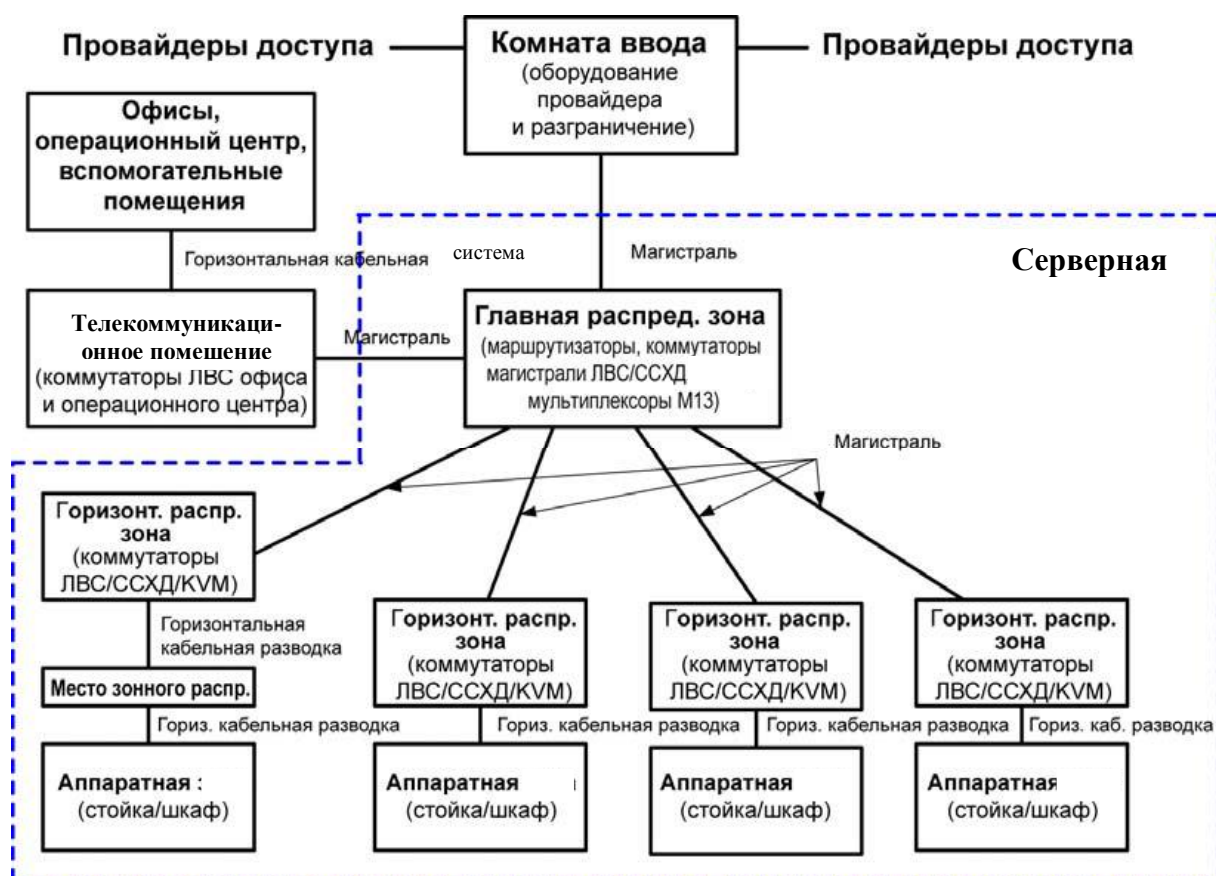 Провайдеры доступа
Комната ввода
(оборудование
провайдера
и разграничение)
Провайдеры доступа
Офисы,
операционный центр,
вспомогательные
помещения
Горизонтальная кабельная система
Магистраль
Серверная
Телекоммуникаци-
онное помешение
(коммутаторы ЛВС офиса
и операционного центра)
Магистраль
Главная распред. зона
(маршрутизаторы, коммутаторы
магистрали ЛВС/ССХД
мультиплексоры М13)
Магистраль
Горизонт. распр.
зона
(коммутаторы
ЛВС/ССХД/KVM)
Горизонтальная
кабельная разводка
Место зонного распр.
Гориз. кабельная разводка
Аппаратная :
(стойка/шкаф)
Горизонт. распр.
зона
(коммутаторы
ЛВС/ССХД/KVM)
Гориз. кабельная разводка
Аппаратная
(стойка/шкаф)
Горизонт. распр.
зона
(коммутаторы
ЛВС/ССХД/KVM)
Гориз. кабельная разводка
Аппаратная
(стойка/шкаф)
Горизонт. распр.
зона
(коммутаторы
ЛВС/ССХД/KVM)
Гориз. каб. разводка
Аппаратная
(стойка/шкаф)